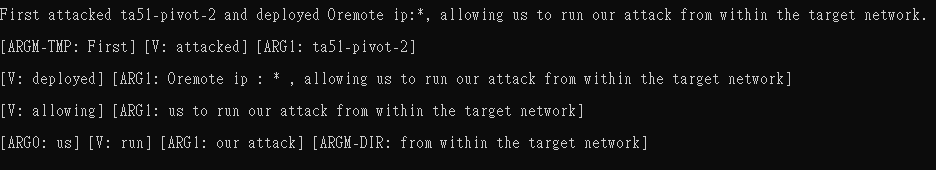 First attacked ta51-pivot-2 and deployed Oremote ip:*, allowing us to run our attack from within the target network.
[ARGM-TMP: First] [V: attacked] [ARG1: ta51-pivot-2]
[V: deployed] [ARG1: Oremote ip : * , allowing us to run our attack from within the target network]
[V: allowing] [ARG1: us to run our attack from within the target network]
[ARG0: us] [V: run] [ARG1: our attack] [ARGM-DIR: from within the target network]